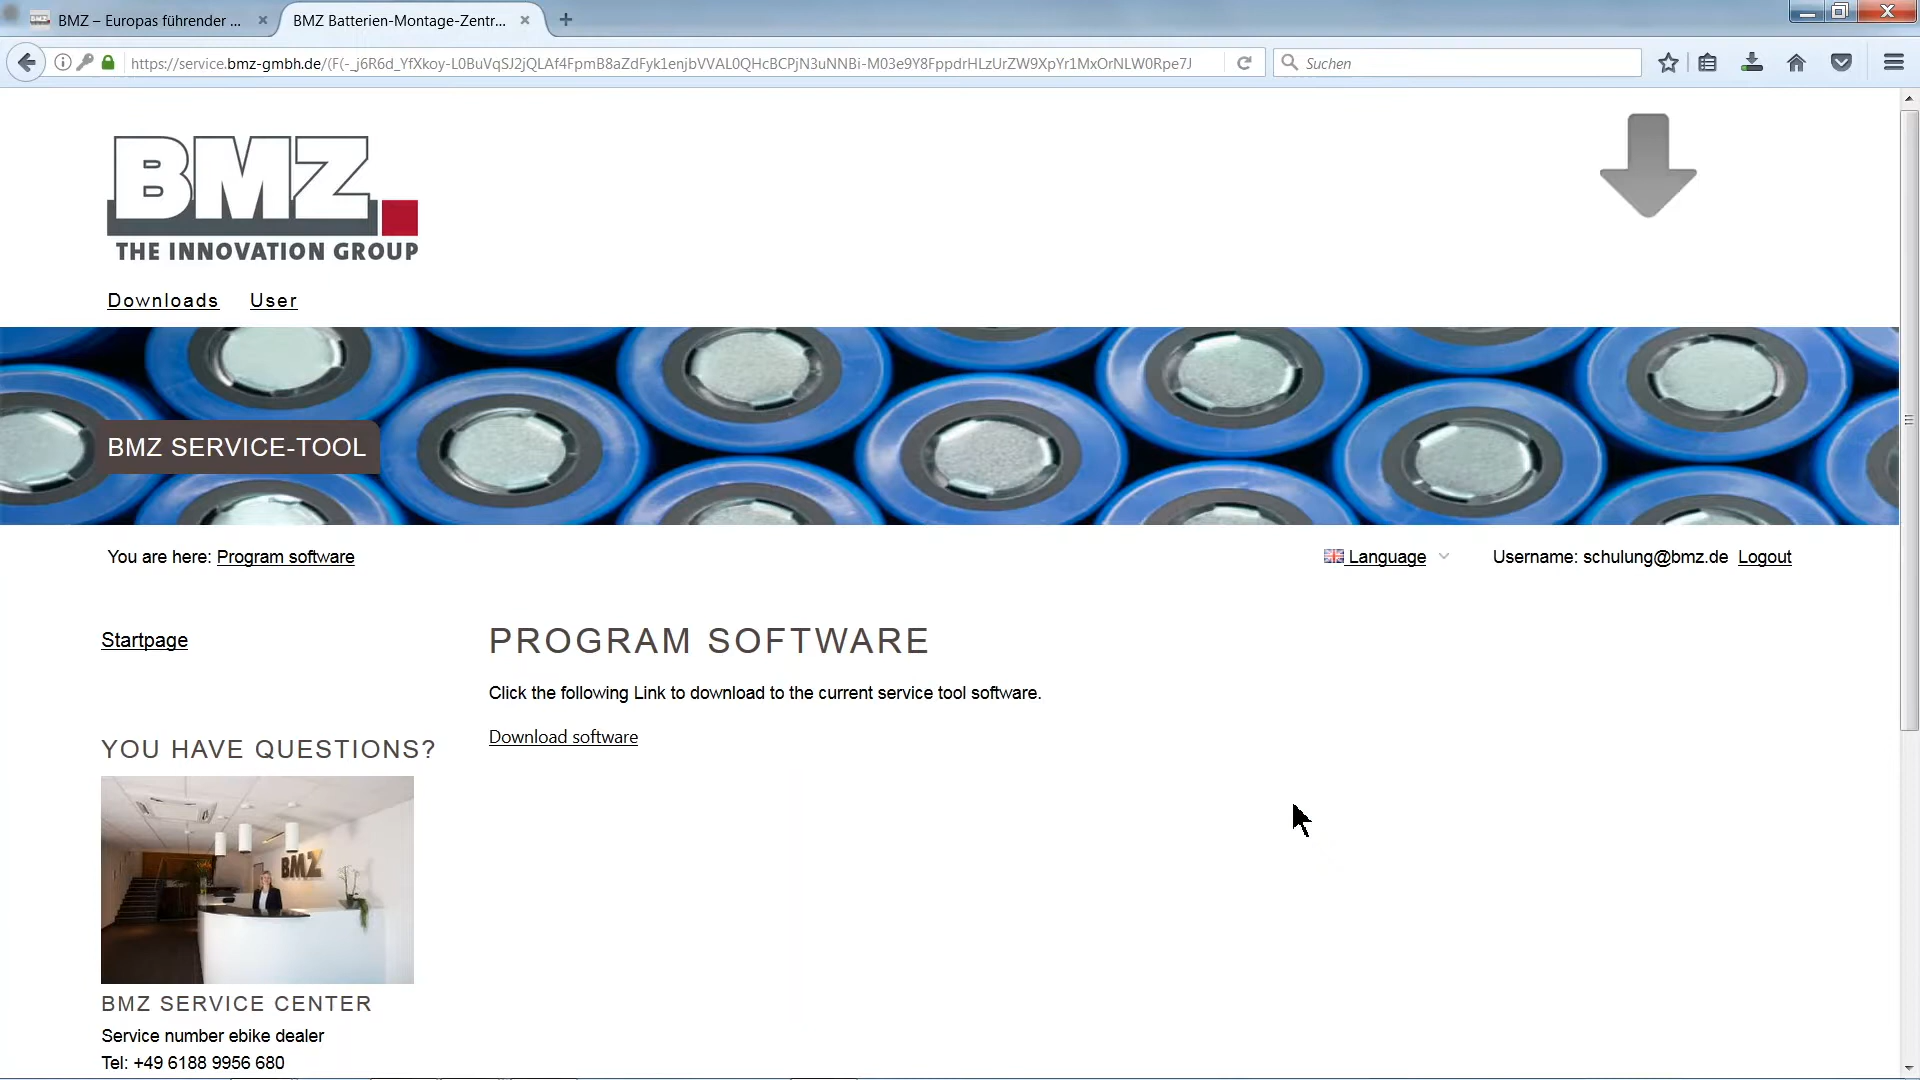 BMZ – Europas führender ...
BMZ Batterien-Montage-Zentr...
https://service.bmz-gmbh.de/(F(-_j6R6d_YfXkoy-L0BuVqSJ2jQLAf4FpmB8aZdFyk1enjbVVAL0QHcBCPjN3uNNBi-M03e9Y8FppdrHLzUrZW9XpYr1MxOrNLW0Rpe7J
Suchen
BMZ
THE INNOVATION GROUP
Downloads User
BMZ SERVICE-TOOL
You are here: Program software
Language
Username: schulung@bmz.de Logout
Startpage
PROGRAM SOFTWARE
Click the following Link to download to the current service tool software.
Download software
YOU HAVE QUESTIONS?
BMZ
BMZ SERVICE CENTER
Service number ebike dealer
Tel: +49 6188 9956 680